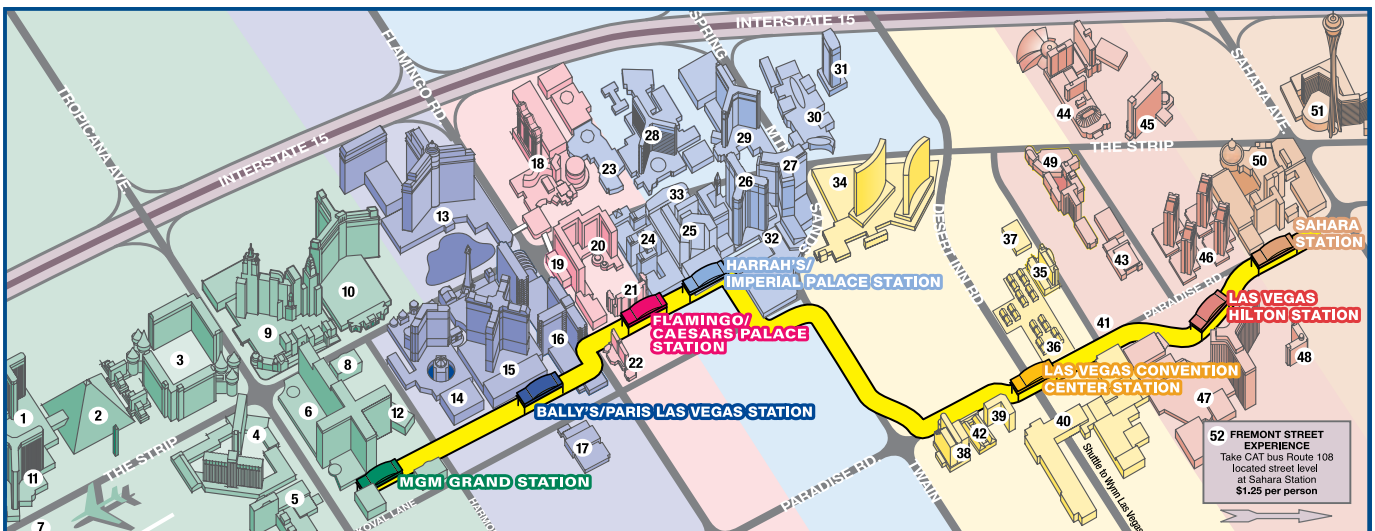 INTERSTATE 15
SPRING
MTN
FLAMINGO RD
TROPICANA AVE
INTERSTATE 15
SAHARA AVE
THE STRIP
DESERT INN RD
SANDS
31
51
44
45
30
28
29
18
23
27
26
34
49
50
33
13
24
25
20
19
32
37
35
43
46
SAHARA
STATION
HARRAH'S/
IMPERIAL PALACE STATION
10
21
PARADISE RD
LAS VEGAS
HILTON STATION
9
16
41
FLAMINGO/
CAESARS PALACE
STATION
3
8
22
36
48
15
LAS VEGAS CONVENTION
CENTER STATION
14
BALLY'S/PARIS LAS VEGAS STATION
1
2
6
12
39
47
40
4
42
38
17
52 FREMONT STREET
EXPERIENCE
Take CAT bus Route 108
located street level
at Sahara Station
$1.25 per person
THE STRIP
11
MGM GRAND STATION
PARADISE RD
TWAIN
Shuttle to Wynn Las Vegas
5
7
KOVAL LANE
HARMO